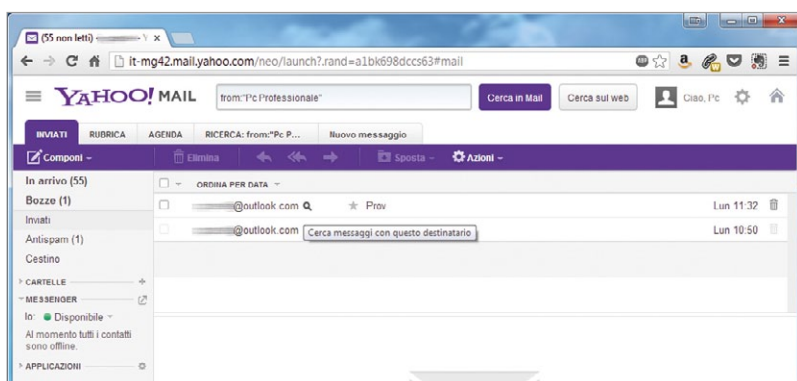 (55 non letti)
it-mg42.mail.yahoo.com/neo/launch?.rand=a1bk698dccs63#mail
YAHOO! MAIL
from:"Pc Professionale"
Cerca in Mail
Cerca sul web
Ciao, Pc
INVIATI
RUBRICA
AGENDA
RICERCA: from:"Pc P...
Nuovo messaggio
Componi
Elimina
Sposta
Azioni
In arrivo (55)
Bozze (1)
Inviati
Antispam (1)
Cestino
CARTELLE
MESSENGER
Io: Disponibile
Al momento tutti i contatti
sono offline.
APPLICAZIONI
ORDINA PER DATA
@outlook.com Prov Lun 11:32
@outlook.com Lun 10:50
Cerca messaggi con questo destinatario